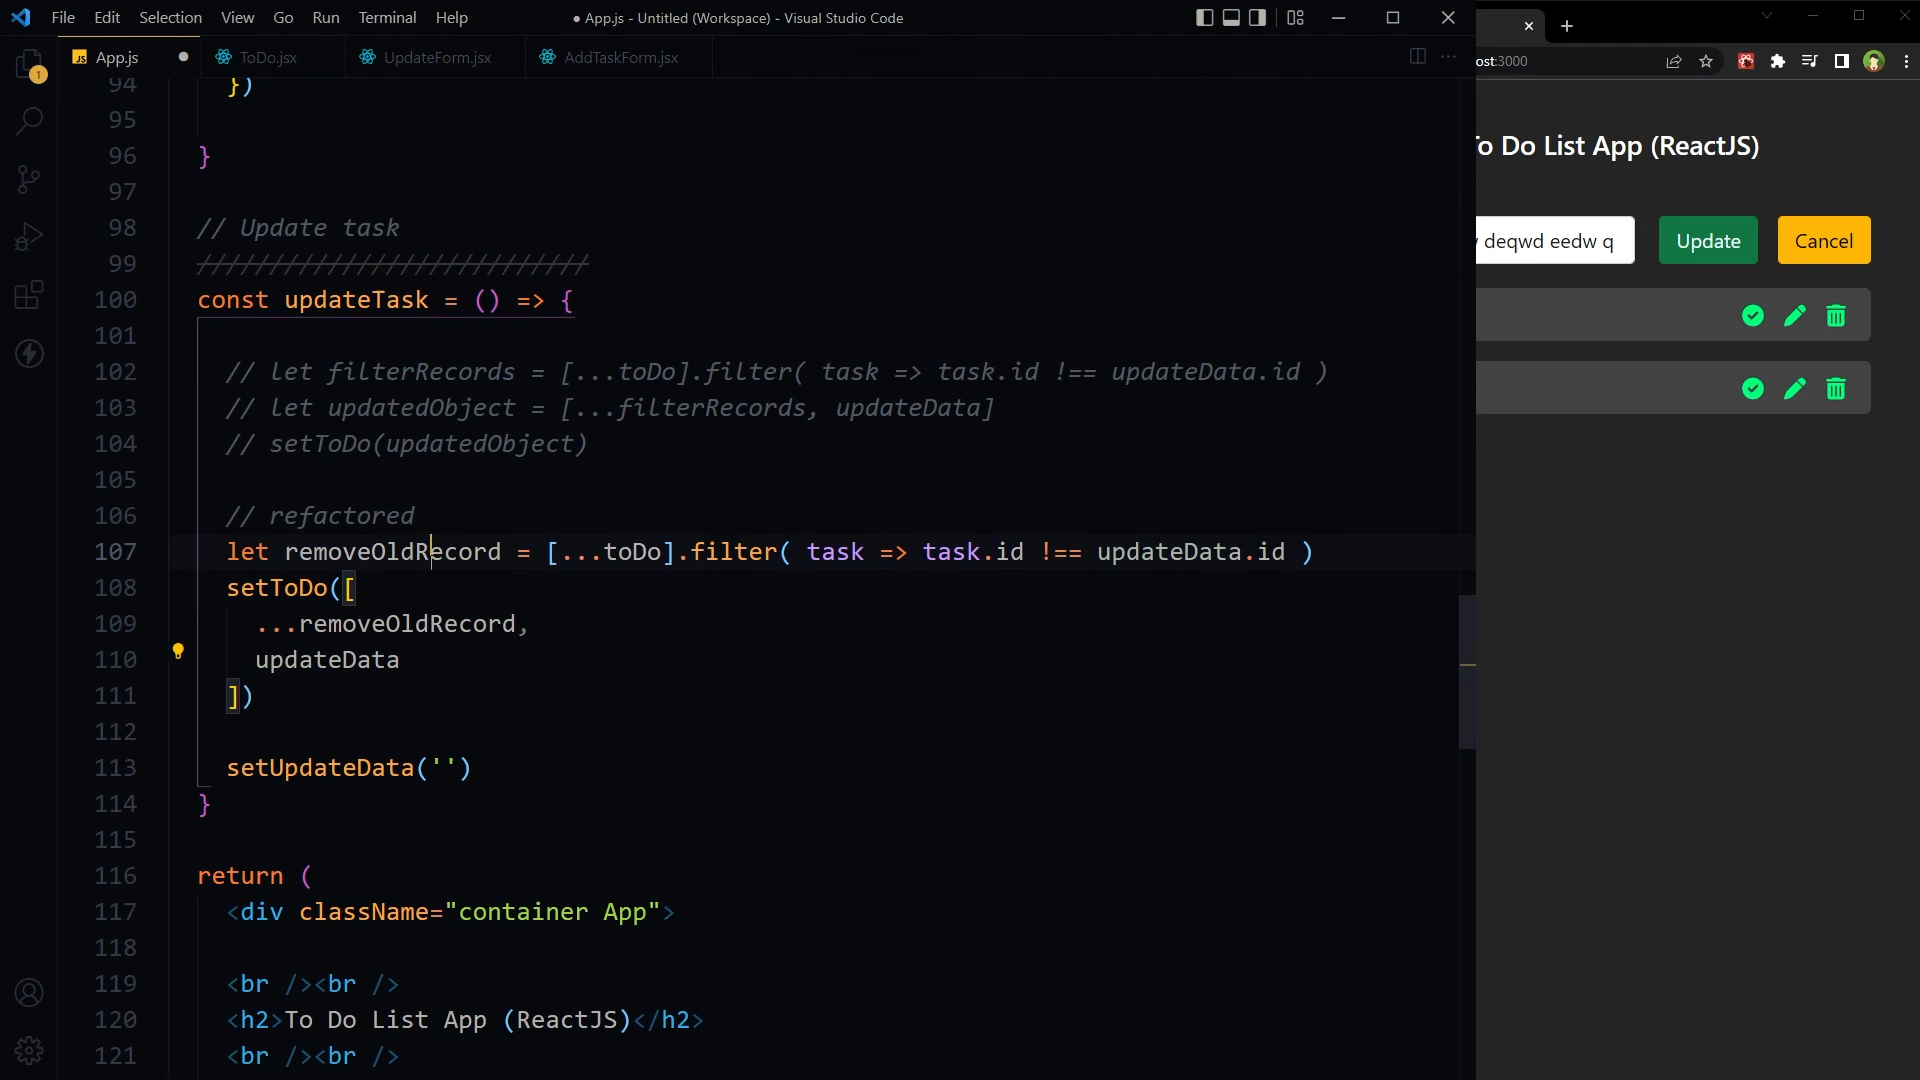 File Edit Selection View Go Run Terminal Help
● App.js - Untitled (Workspace) - Visual Studio Code
JS App.js
ToDo.jsx
UpdateForm.jsx
AddTaskForm.jsx
ost:3000
1
94 })
95
96 }
97
98 // Update task
99 ///////////////////////////
100 const updateTask = () => {
101
102 // let filterRecords = [...toDo].filter( task => task.id !== updateData.id )
103 // let updatedObject = [...filterRecords, updateData]
104 // setToDo(updatedObject)
105
106 // refactored
107 let removeOldRecord = [...toDo].filter( task => task.id !== updateData.id )
108 setToDo([
109 ...removeOldRecord,
110 updateData
111 ])
112
113 setUpdateData('')
114 }
115
116 return (
117 <div className="container App">
118
119 <br /><br />
120 <h2>To Do List App (ReactJS)</h2>
121 <br /><br />
To Do List App (ReactJS)
deqwd eedw q
Update
Cancel